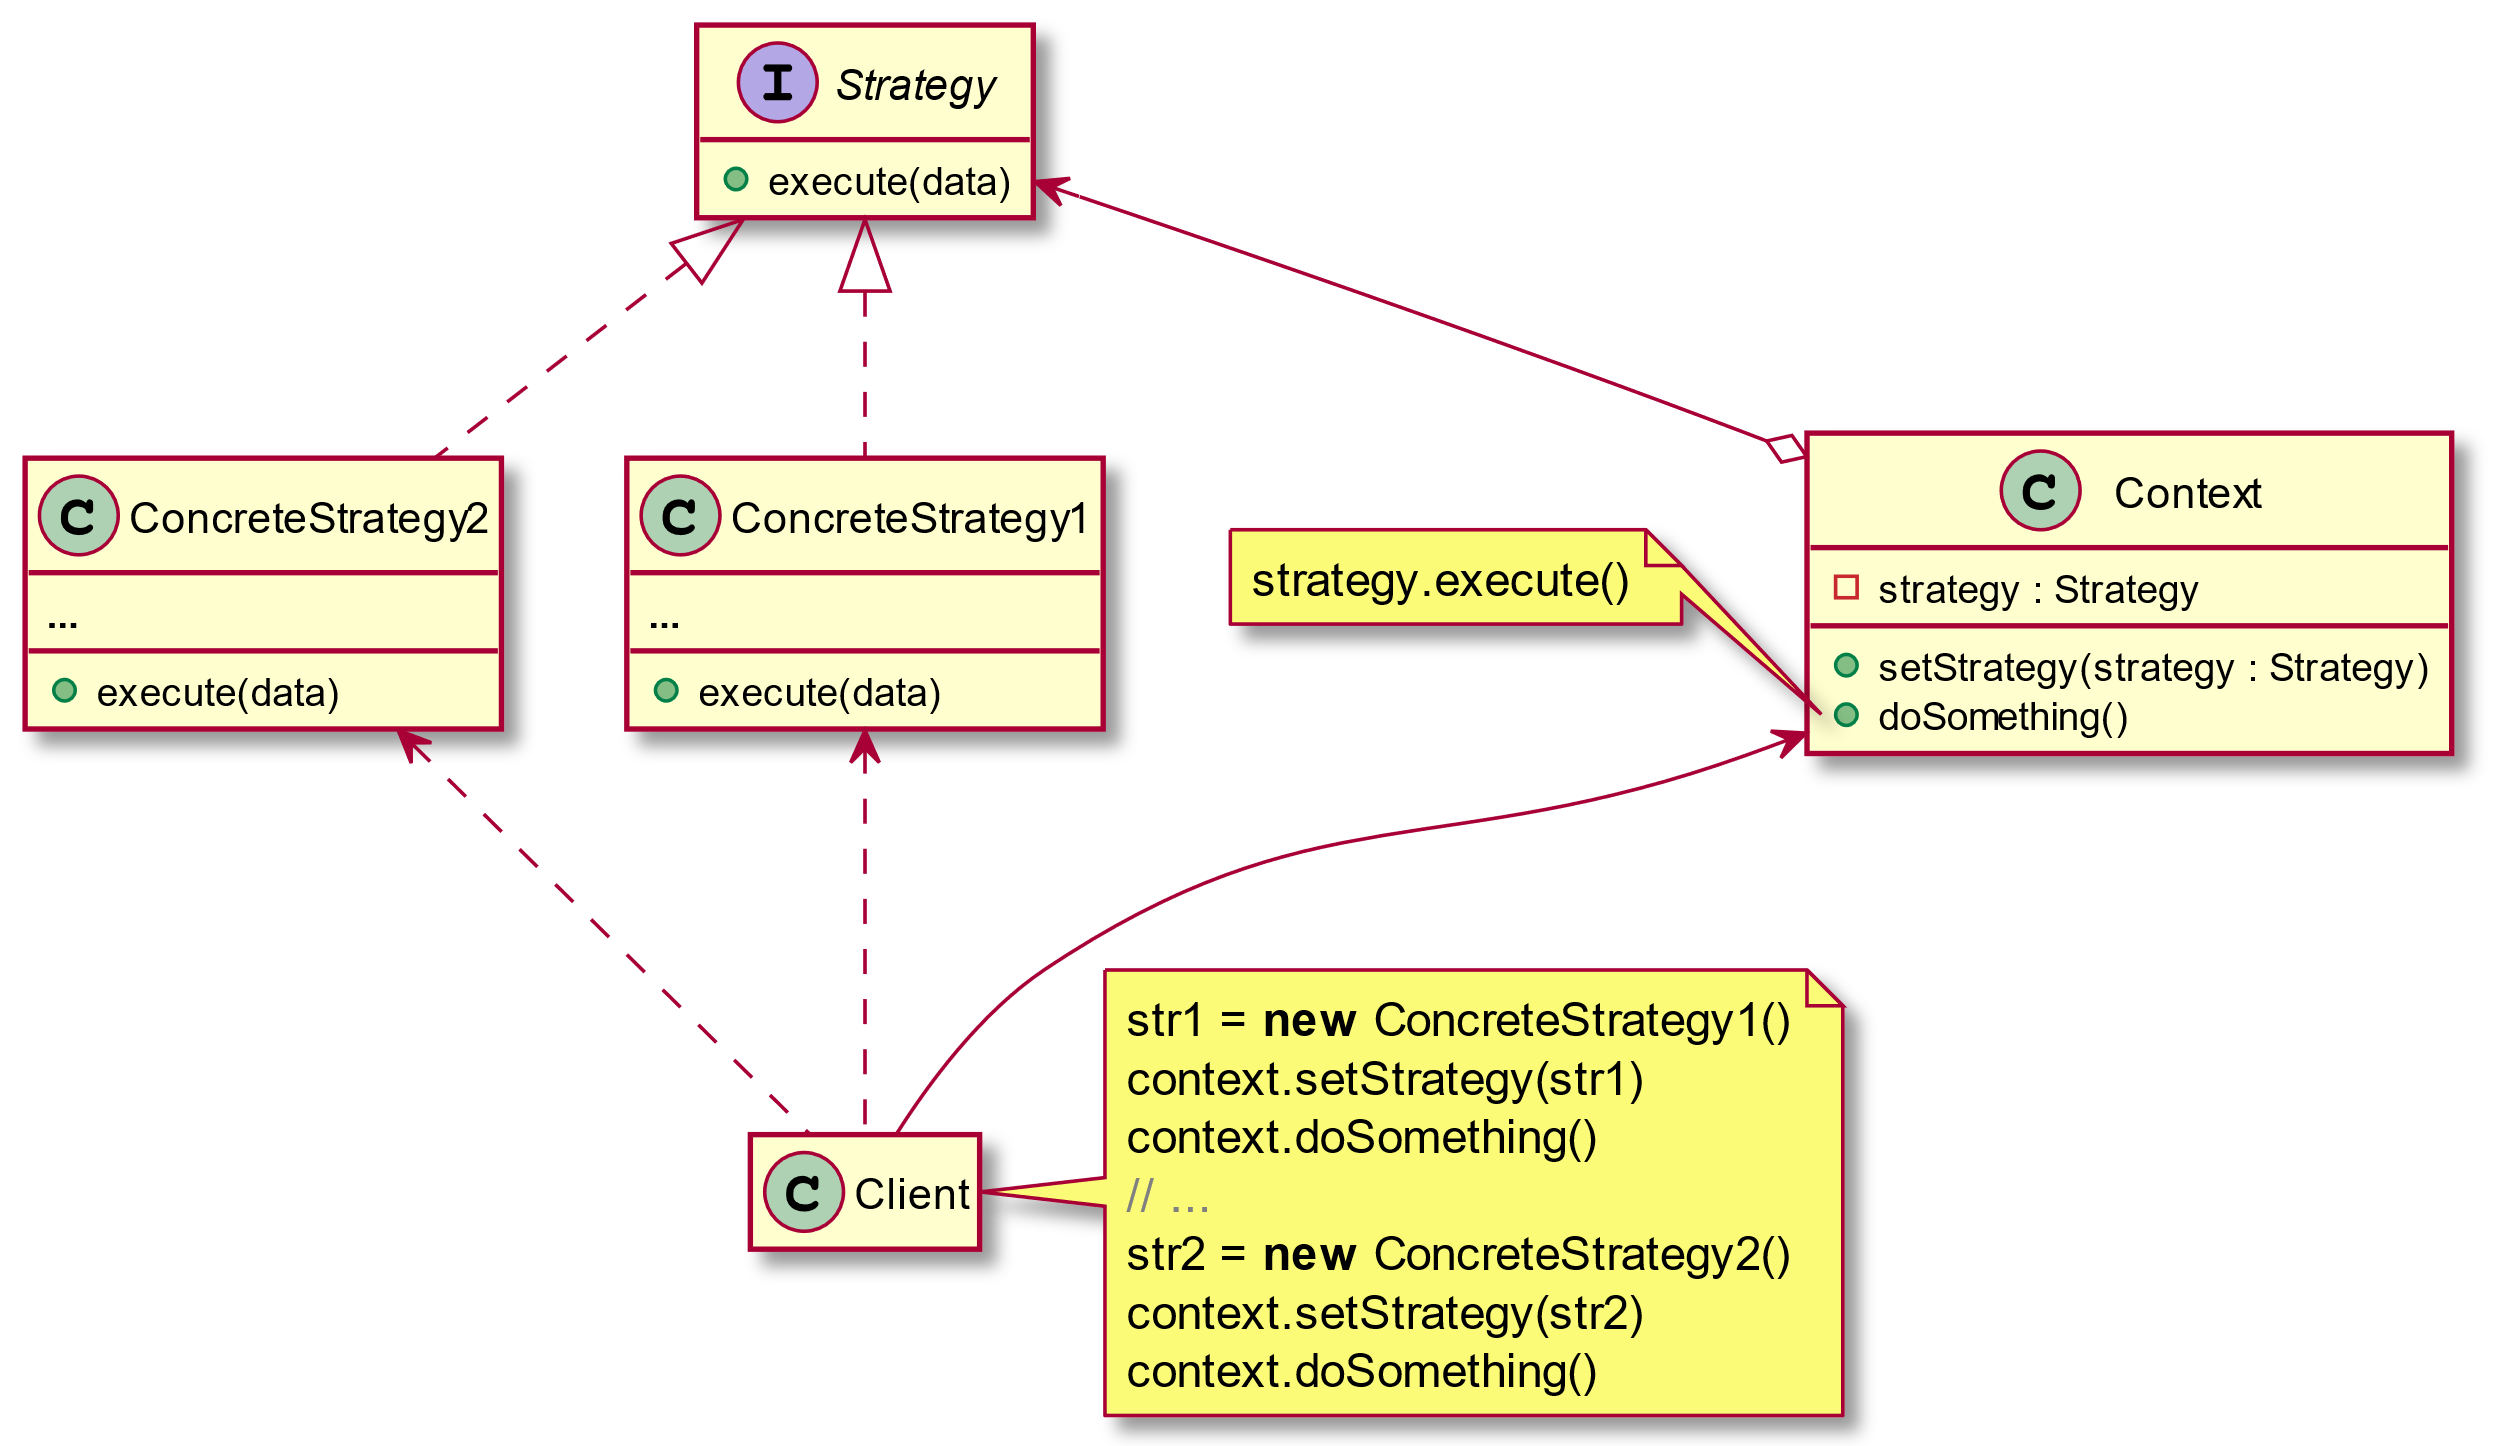 I Strategy
execute(data)
C ConcreteStrategy2
...
execute(data)
C ConcreteStrategy1
...
execute(data)
strategy.execute()
C Context
strategy : Strategy
setStrategy(strategy : Strategy)
doSomething()
C Client
str1 = new ConcreteStrategy1()
context.setStrategy(str1)
context.doSomething()
// ...
str2 = new ConcreteStrategy2()
context.setStrategy(str2)
context.doSomething()